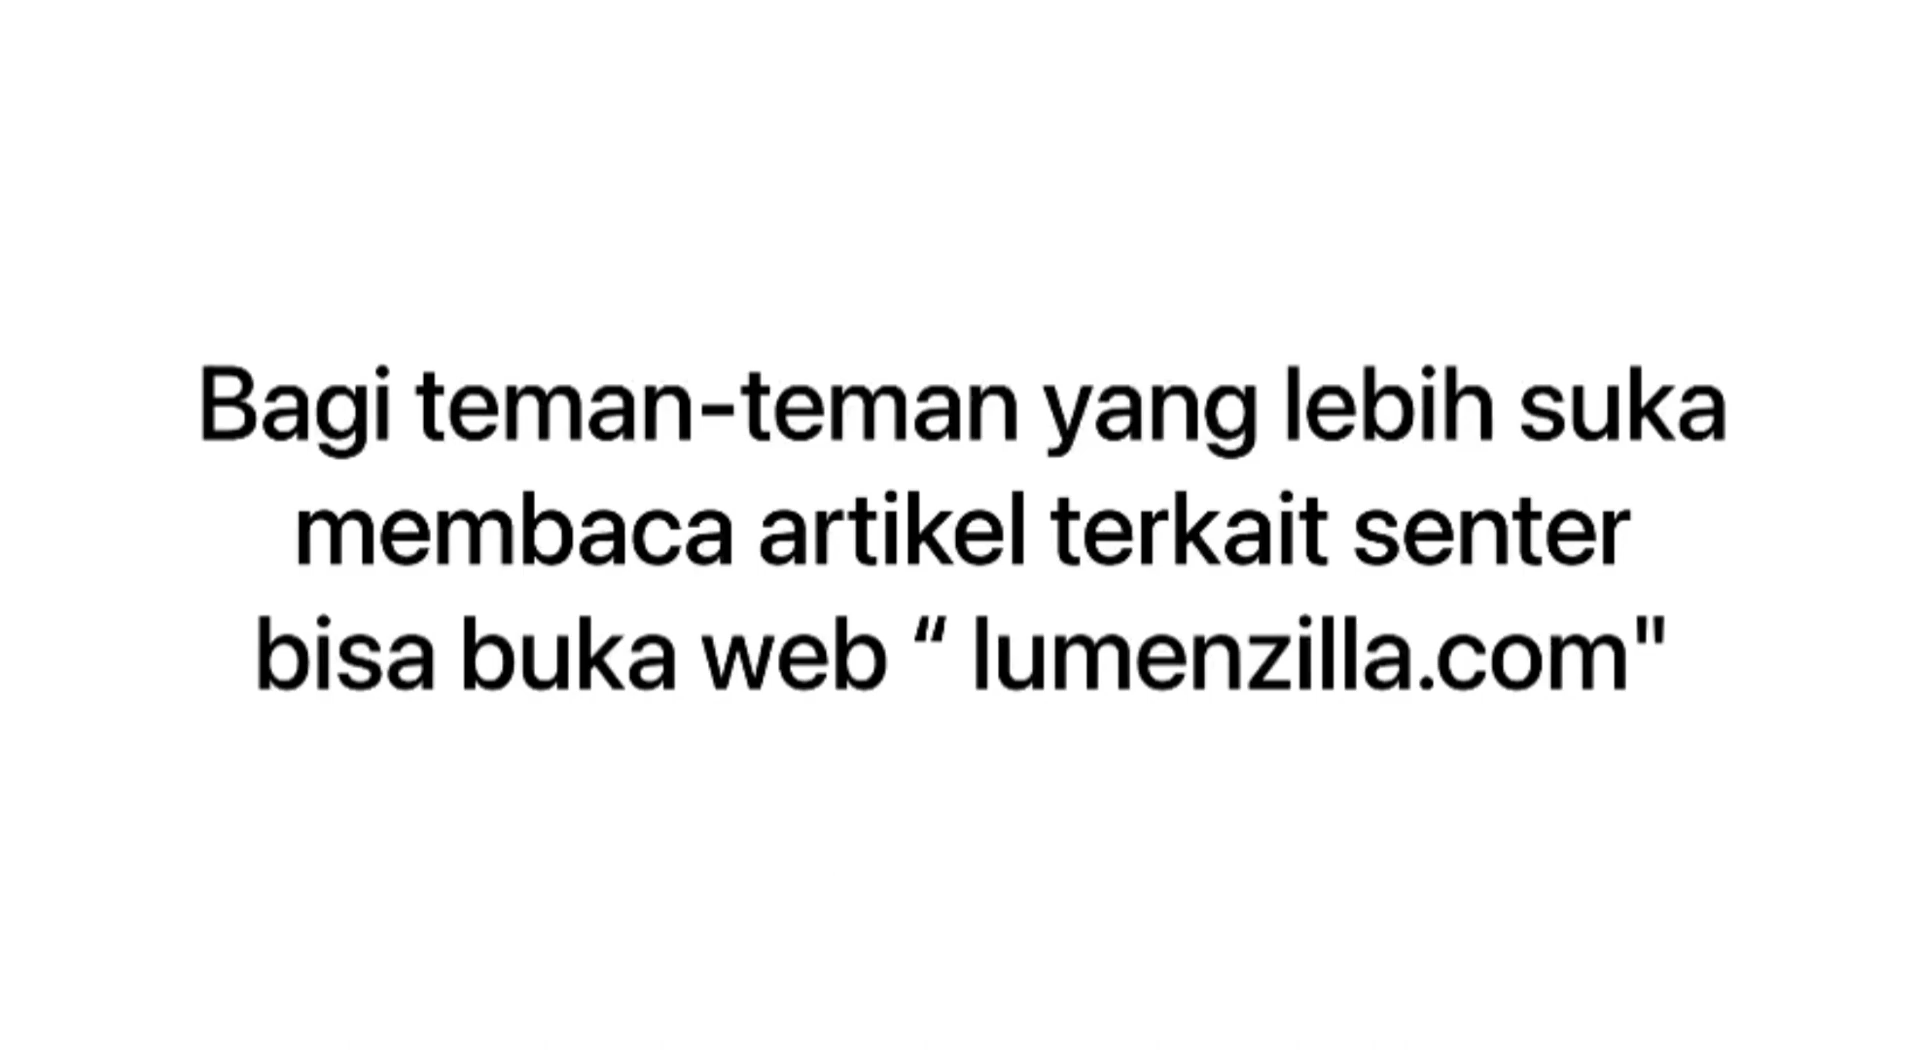 Bagi teman-teman yang lebih suka
membaca artikel terkait senter
bisa buka web “ lumenzilla.com"